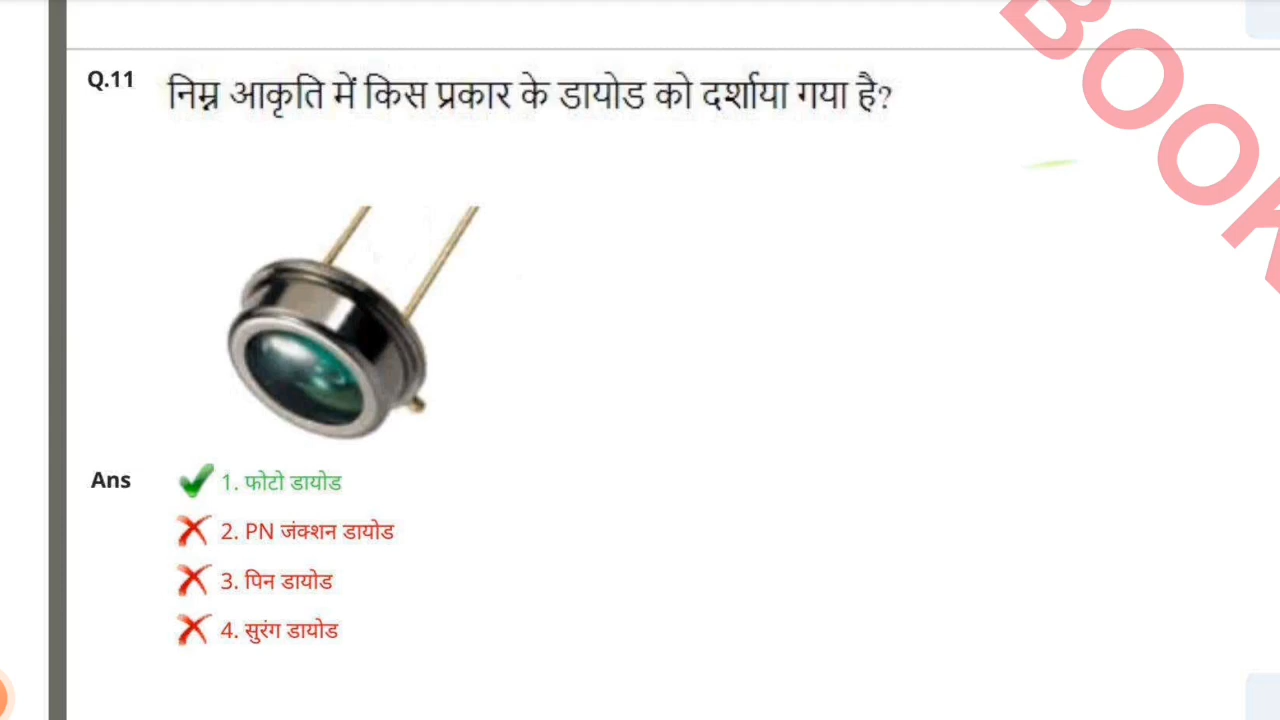 BOOK
Q.11 निम्न आकृति में किस प्रकार के डायोड को दर्शाया गया है?
Ans 1. फोटो डायोड
2. PN जंक्शन डायोड
3. पिन डायोड
4. सुरंग डायोड